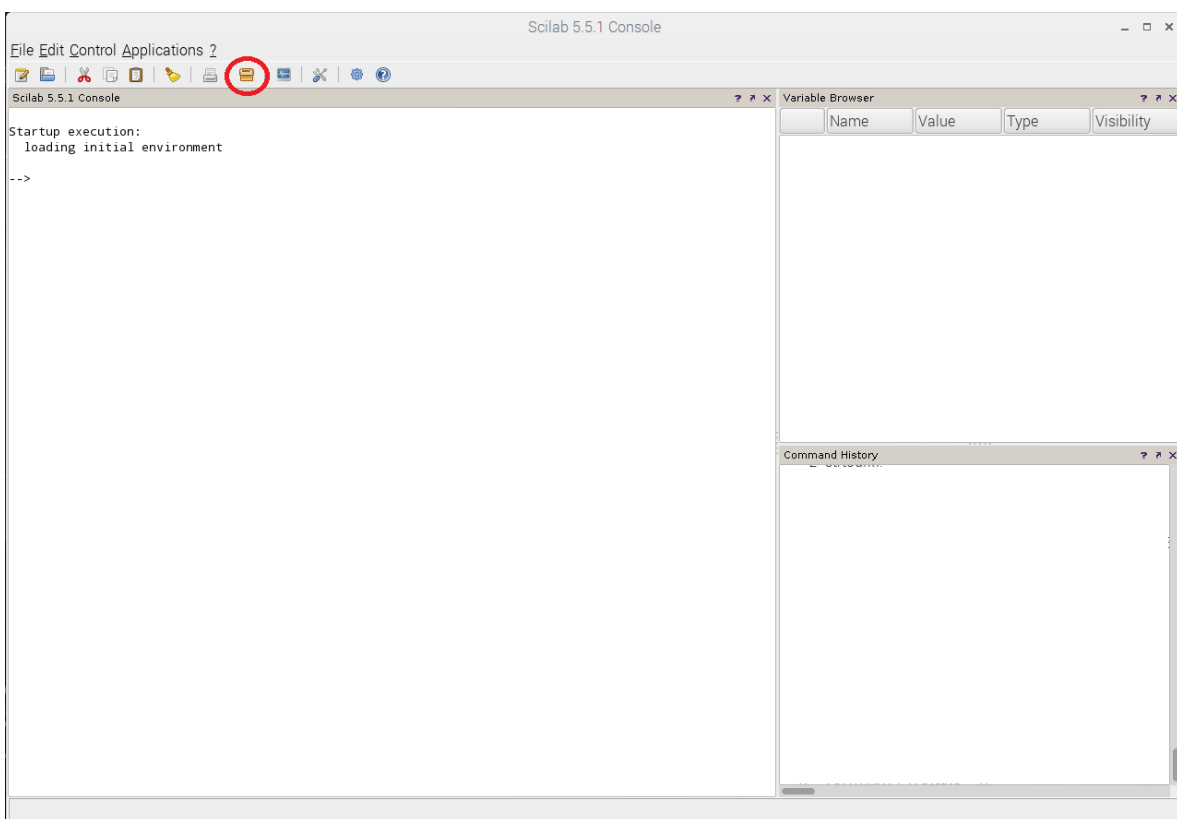 Scilab 5.5.1 Console
File Edit Control Applications ?
Scilab 5.5.1 Console
Startup execution:
loading initial environment
-->
Variable Browser
Name Value Type Visibility
Command History